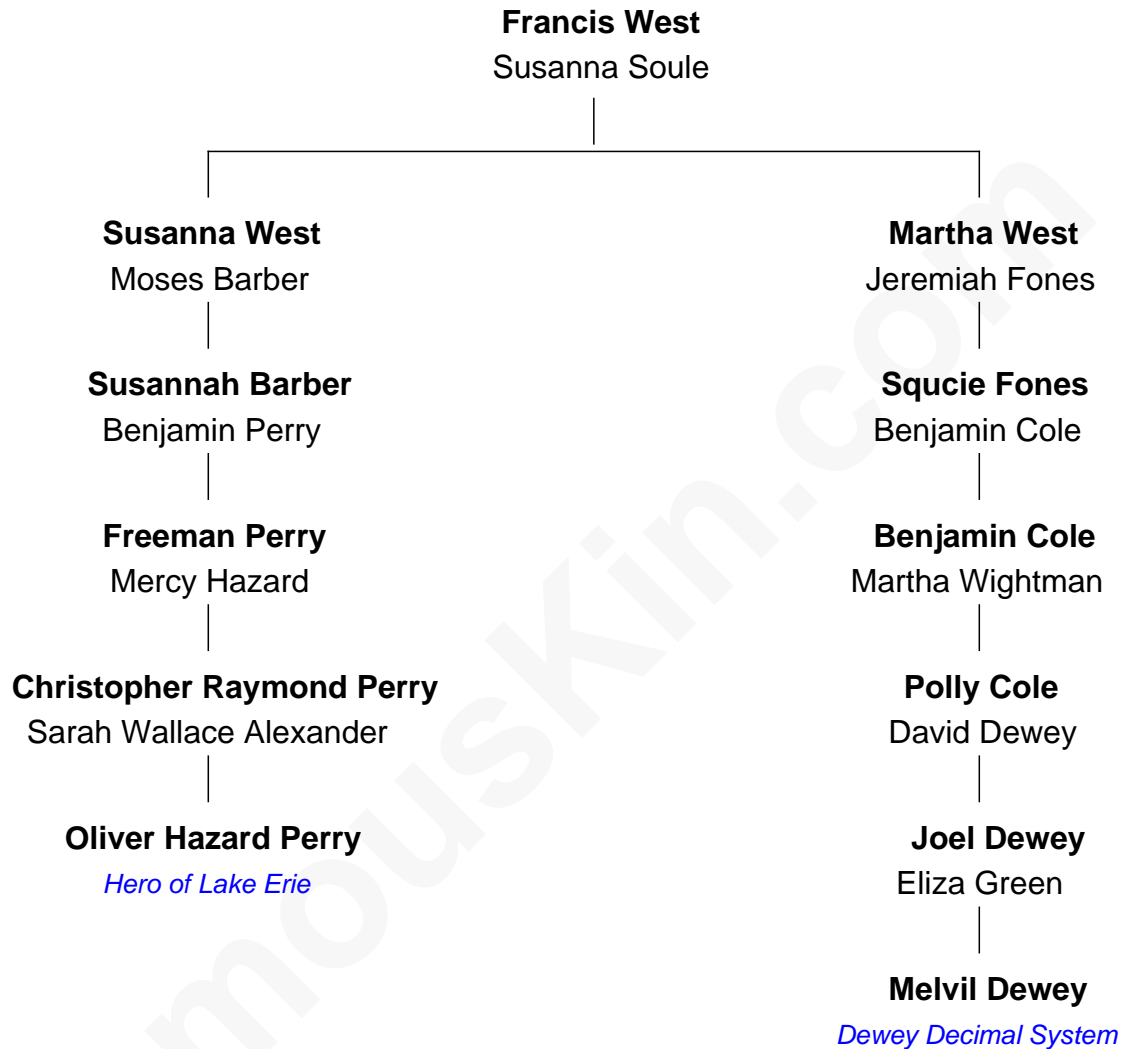 Francis West
Susanna Soule
Susanna West
Moses Barber
Martha West
Jeremiah Fones
Susannah Barber
Benjamin Perry
Squcie Fones
Benjamin Cole
Freeman Perry
Mercy Hazard
Benjamin Cole
Martha Wightman
Christopher Raymond Perry
Sarah Wallace Alexander
Polly Cole
David Dewey
Oliver Hazard Perry
Hero of Lake Erie
Joel Dewey
Eliza Green
Melvil Dewey
Dewey Decimal System
mouskin.com